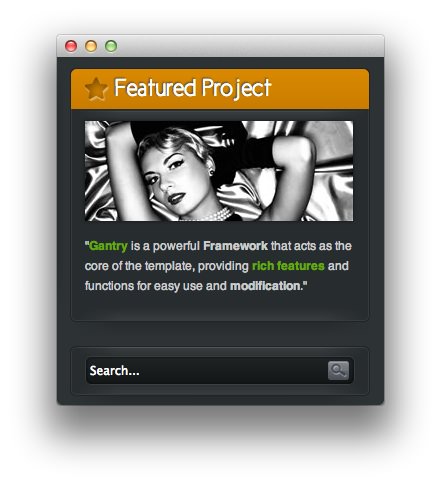 Featured Project
"Gantry is a powerful Framework that acts as the
core of the template, providing rich features and
functions for easy use and modification."
Search...